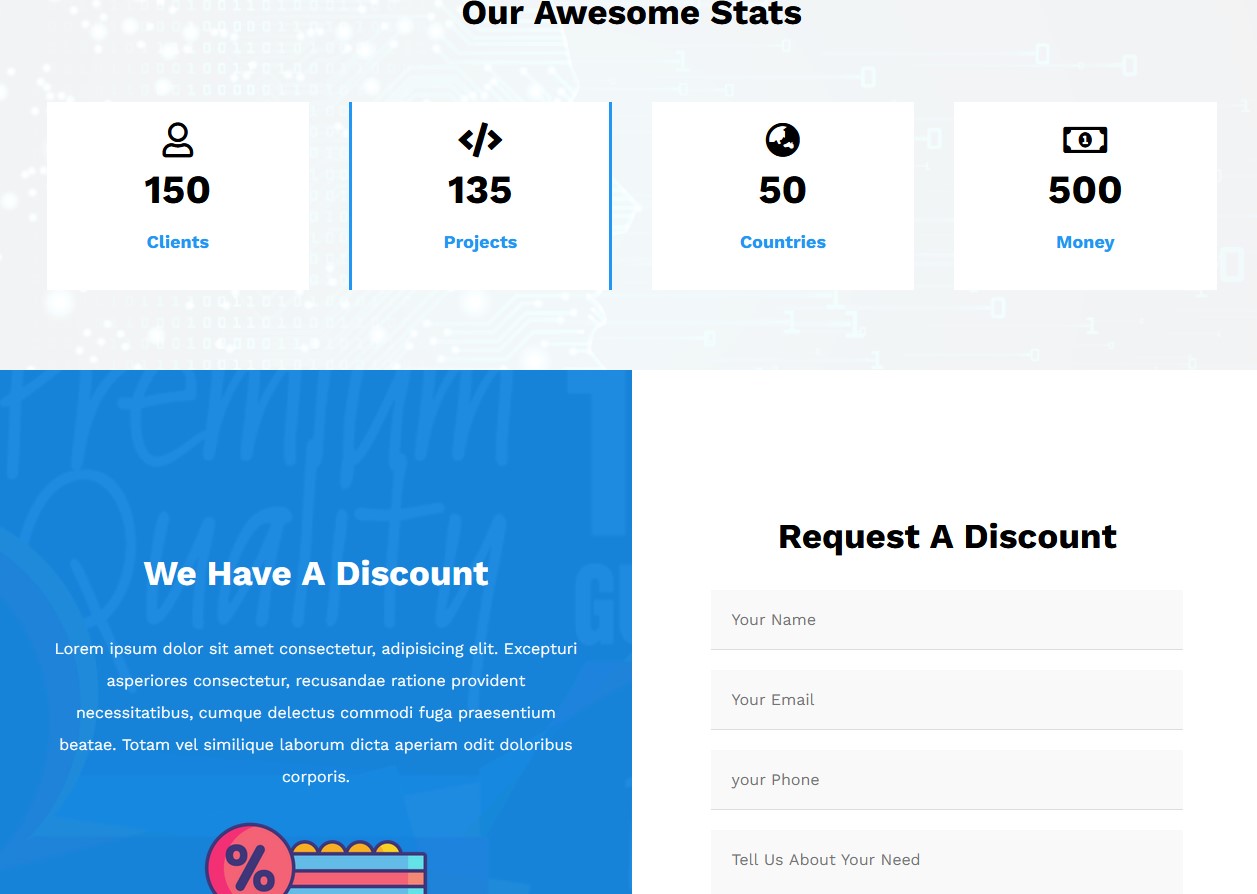 Our Awesome Stats
150
135
50
500
Clients
Projects
Countries
Money
Premium
Quality
We Have A Discount
Lorem ipsum dolor sit amet consectetur, adipisicing elit. Excepturi
asperiores consectetur, recusandae ratione provident
necessitatibus, cumque delectus commodi fuga praesentium
beatae. Totam vel similique laborum dicta aperiam odit doloribus
corporis.
%
Request A Discount
Your Name
Your Email
your Phone
Tell Us About Your Need